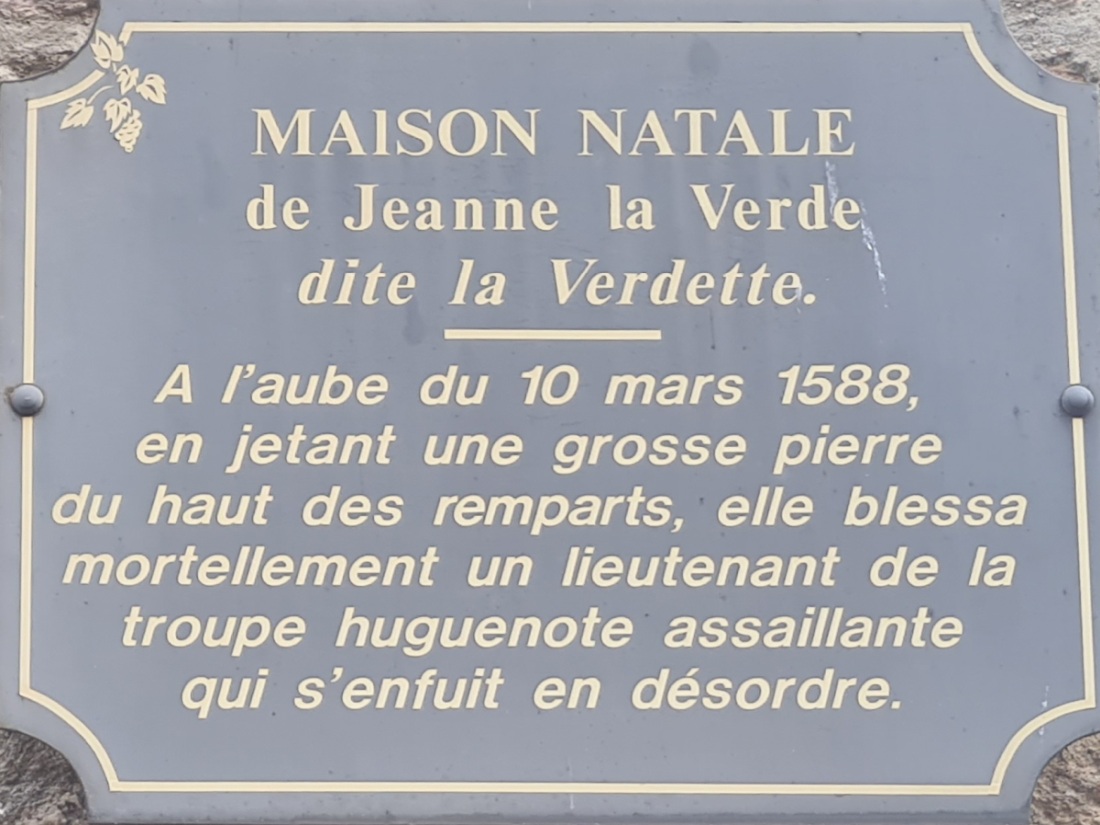 MAISON NATALE
de Jeanne la Verde
dite la Verdette.
A l'aube du 10 mars 1588,
en jetant une grosse pierre
du haut des remparts, elle blessa
mortellement un lieutenant de la
troupe huguenote assaillante
qui s'enfuit en désordre.